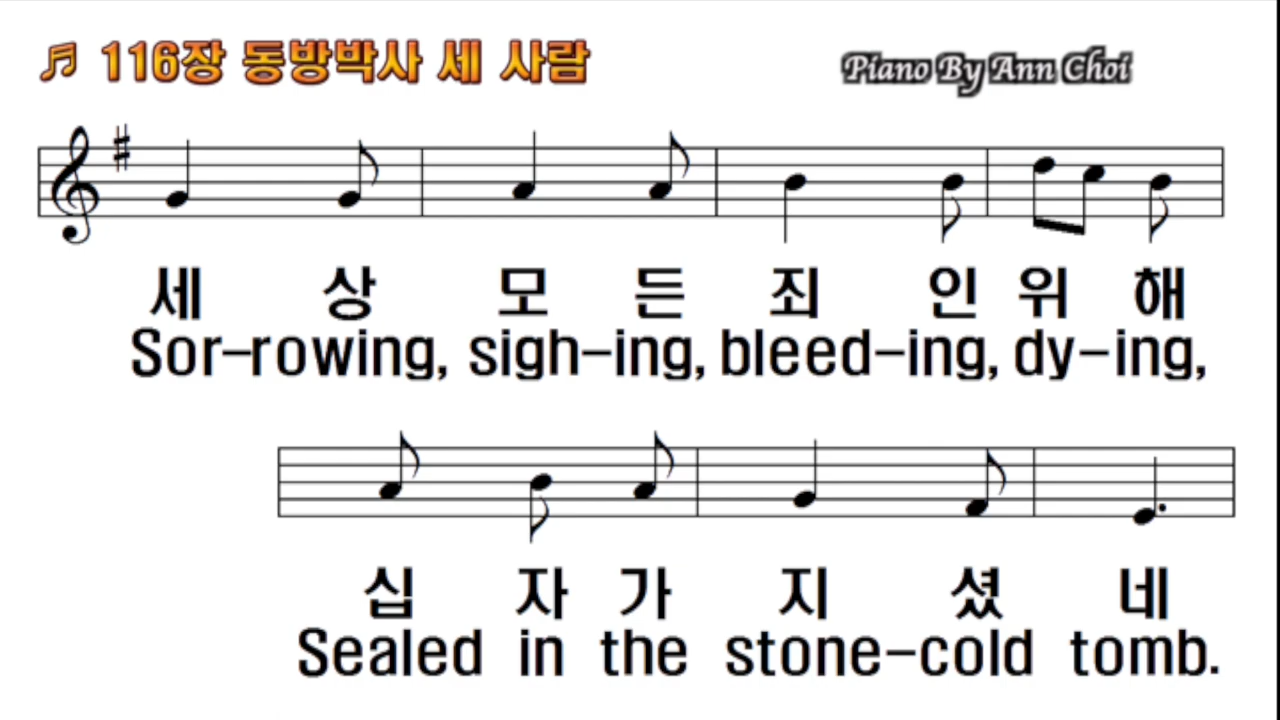 116장 동방박사 세 사람
Piano By Ann Choi
세 상 모 든 죄 인 위 해
Sor-rowing, sigh-ing, bleed-ing, dy-ing,
십 자 가 지 셨 네
Sealed in the stone-cold tomb.